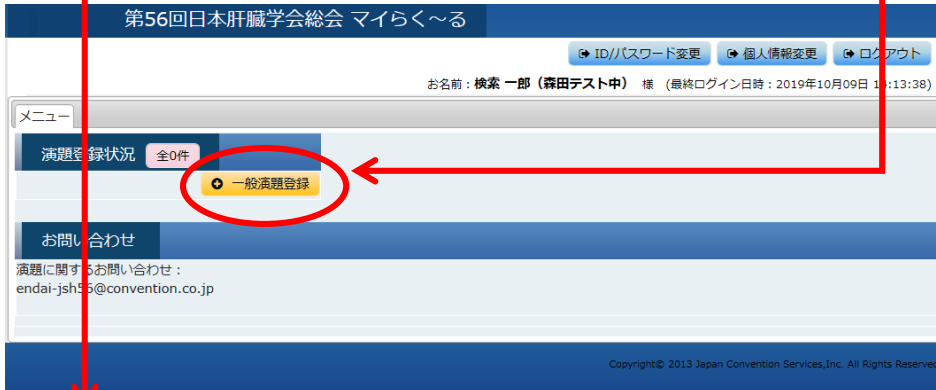 第56回日本肝臓学会総会 マイらく～る
ID/パスワード変更 個人情報変更 ログアウト
お名前：検索 一郎（森田テスト中） 様 （最終ログイン日時：2019年10月09日 14:13:38)
メニュー
演題登録状況 全0件
一般演題登録
お問い合わせ
演題に関するお問い合わせ：
endai-jsh56@convention.co.jp
Copyright© 2013 Japan Convention Services,Inc. All Rights Reserved